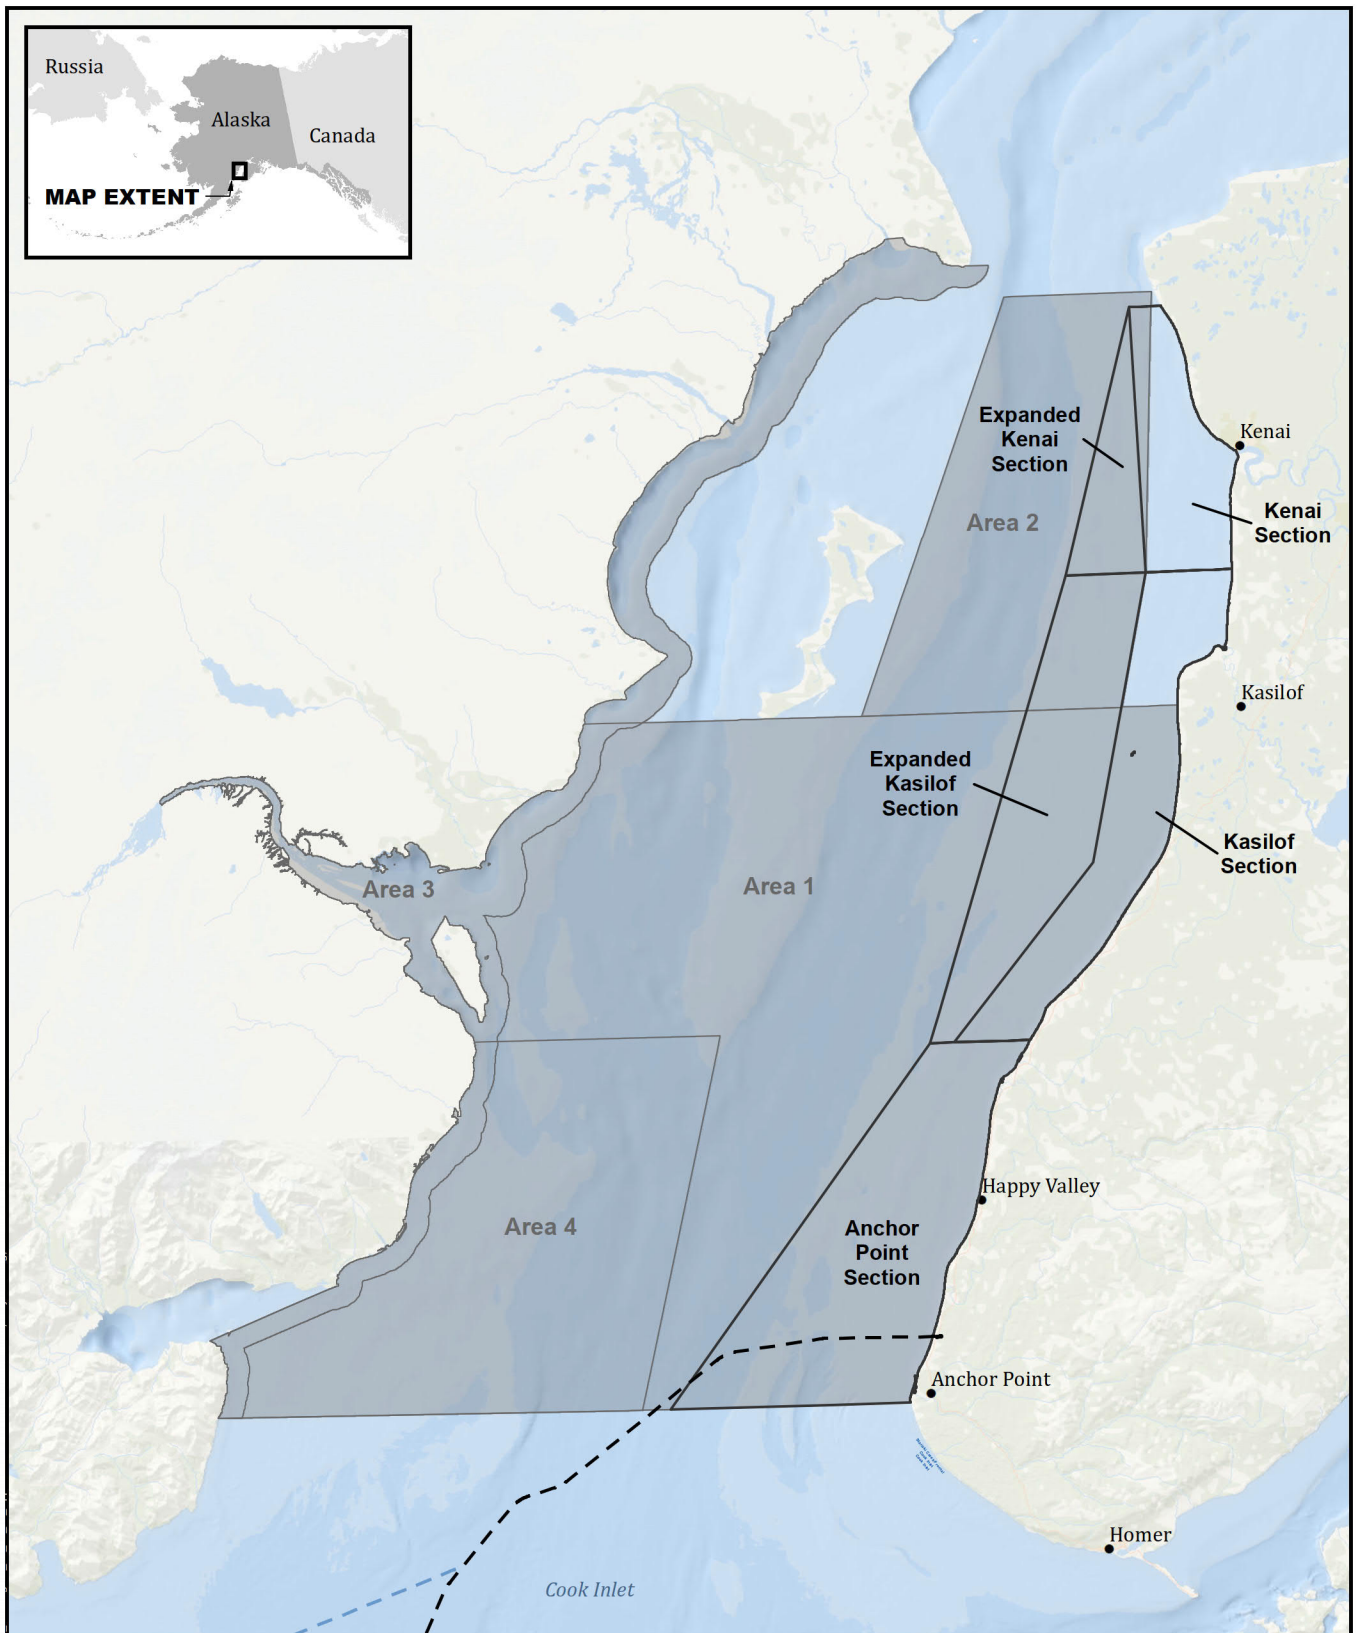 Russia
Alaska
Canada
MAP EXTENT
Expanded
Kenai
Section
Kenai
Area 2
Kenai
Section
Kasilof
Expanded
Kasilof
Section
Kasilof
Section
Area 3
Area 1
Happy Valley
Area 4
Anchor
Point
Section
Anchor Point
Homer
Cook Inlet